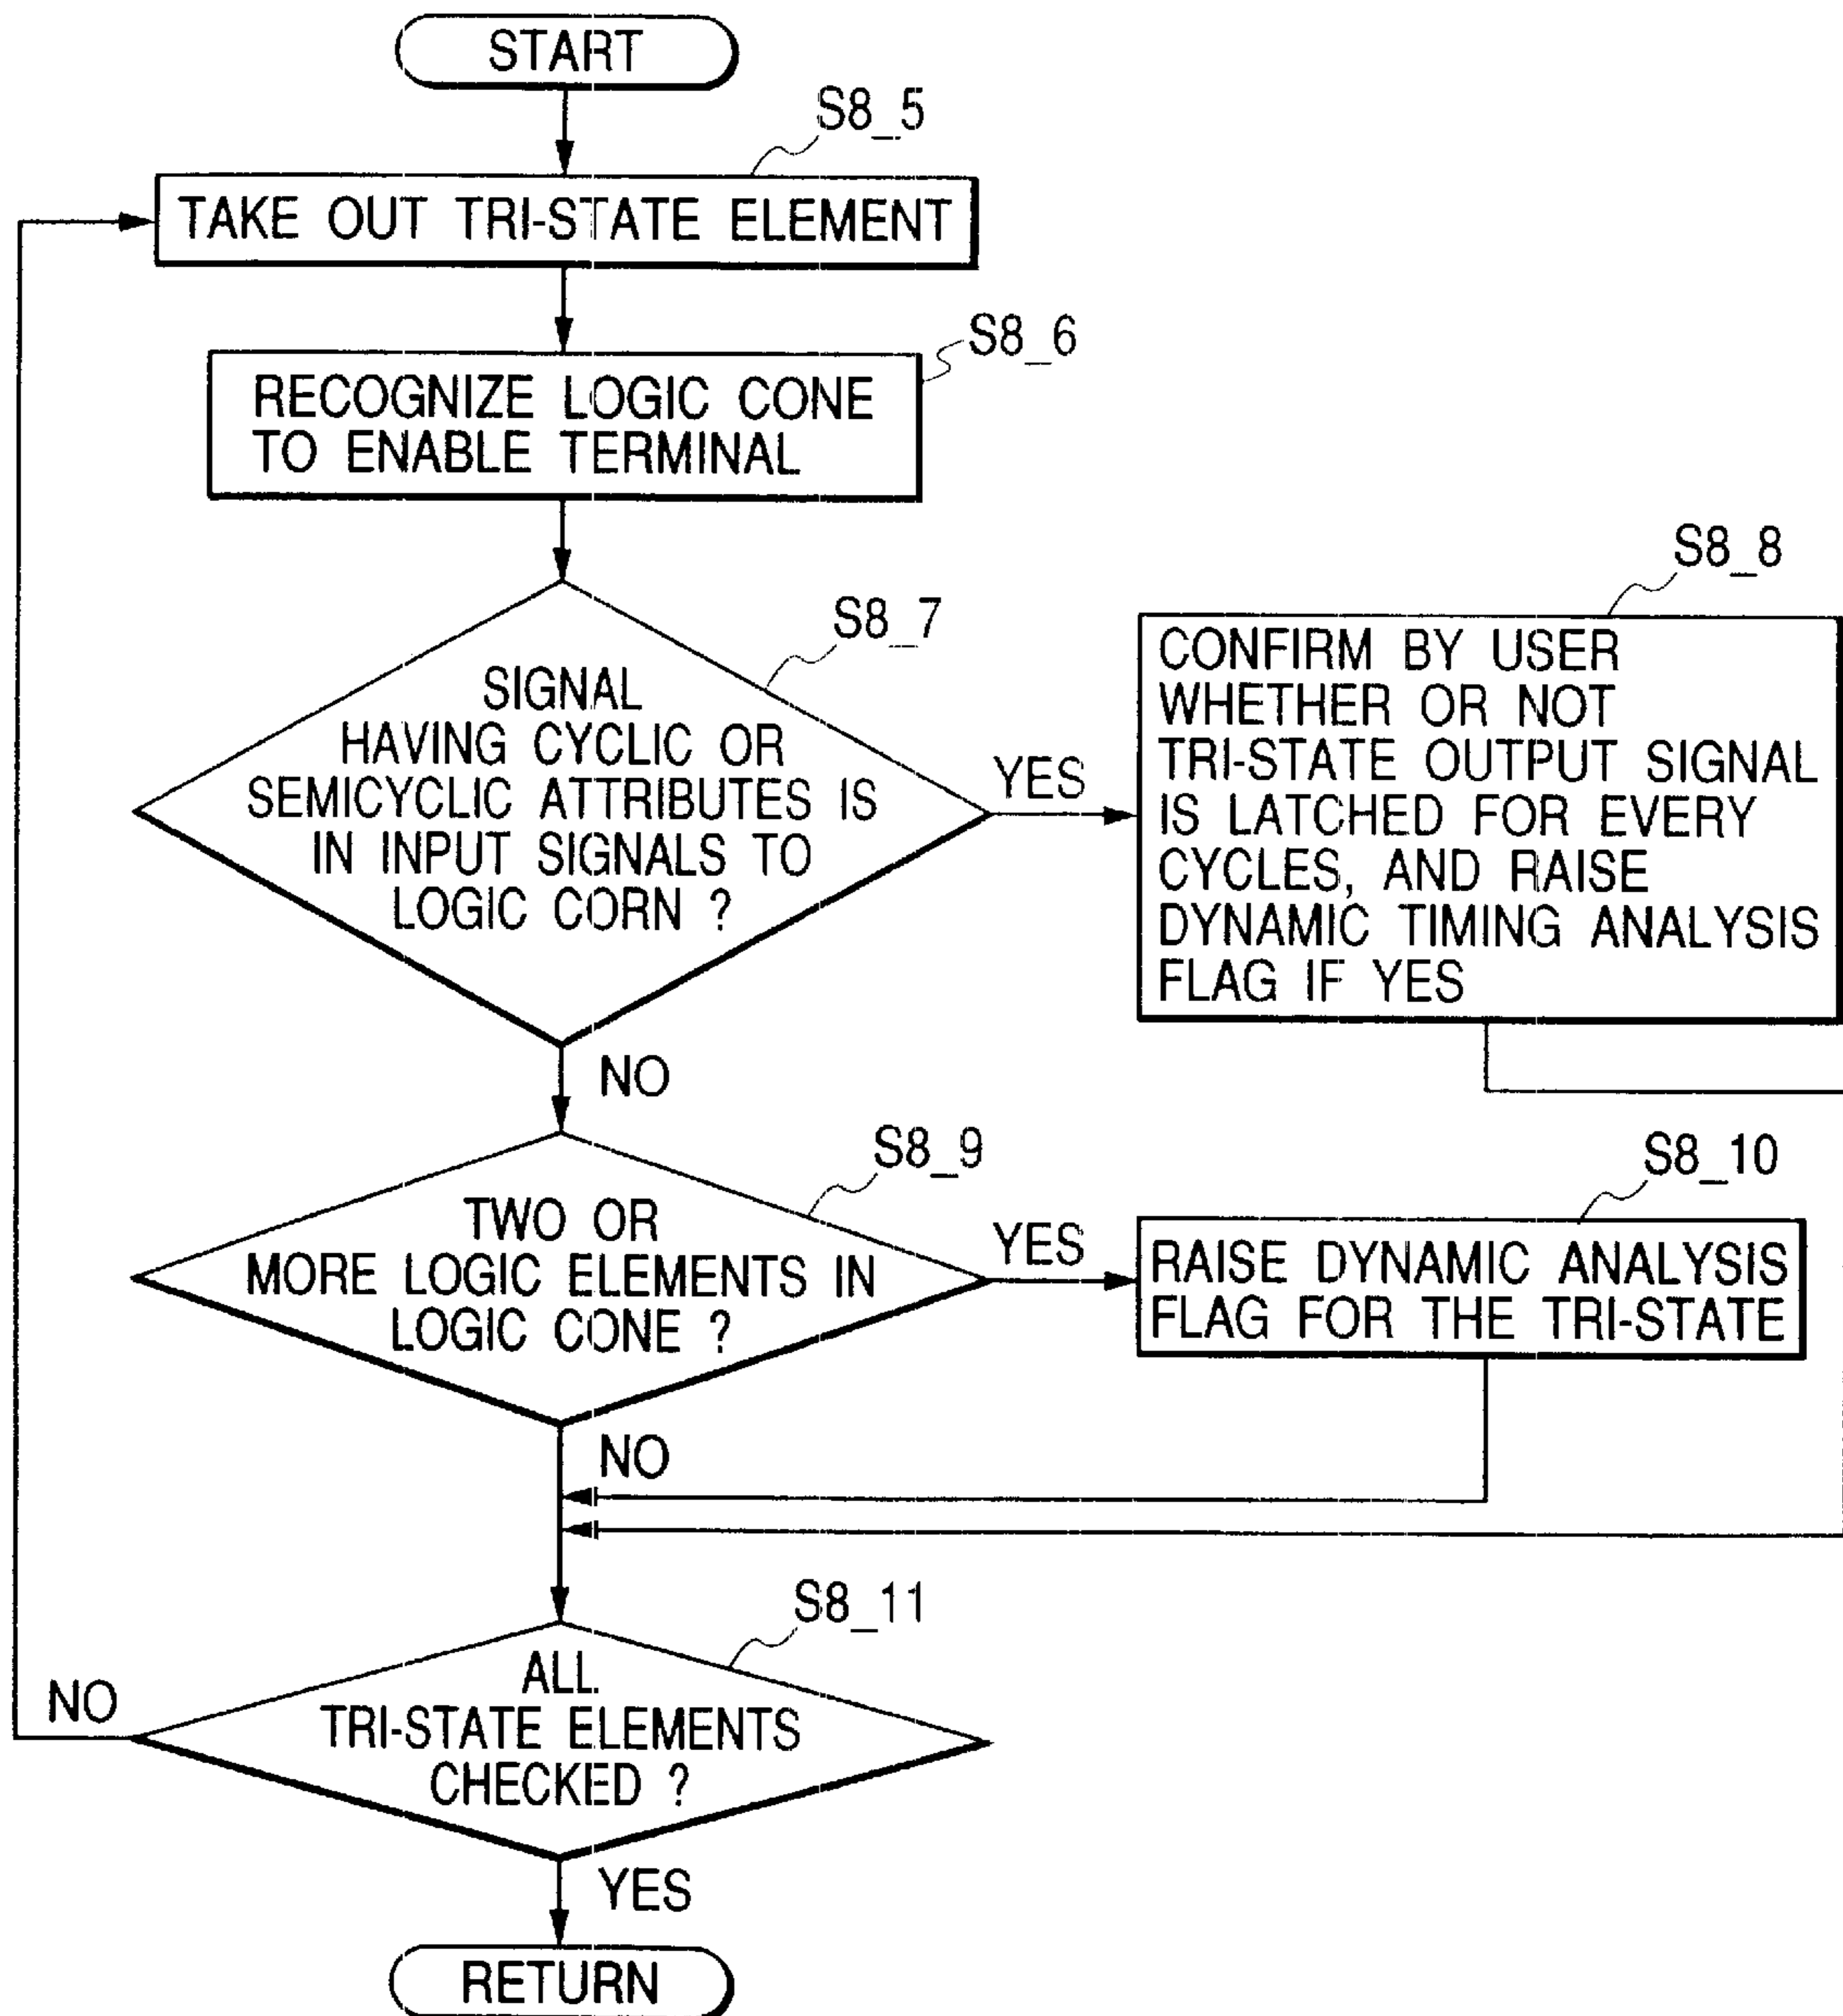 START
S8_5
TAKE OUT TRI-STATE ELEMENT
S8_6
RECOGNIZE LOGIC CONE
TO ENABLE TERMINAL
S8_7
SIGNAL
HAVING CYCLIC OR
SEMICYCLIC ATTRIBUTES IS
IN INPUT SIGNALS TO
LOGIC CORN ?
YES
S8_8
CONFIRM BY USER
WHETHER OR NOT
TRI-STATE OUTPUT SIGNAL
IS LATCHED FOR EVERY
CYCLES, AND RAISE
DYNAMIC TIMING ANALYSIS
FLAG IF YES
NO
S8_9
TWO OR
MORE LOGIC ELEMENTS IN
LOGIC CONE ?
YES
S8_10
RAISE DYNAMIC ANALYSIS
FLAG FOR THE TRI-STATE
NO
S8_11
ALL
TRI-STATE ELEMENTS
CHECKED ?
NO
YES
RETURN